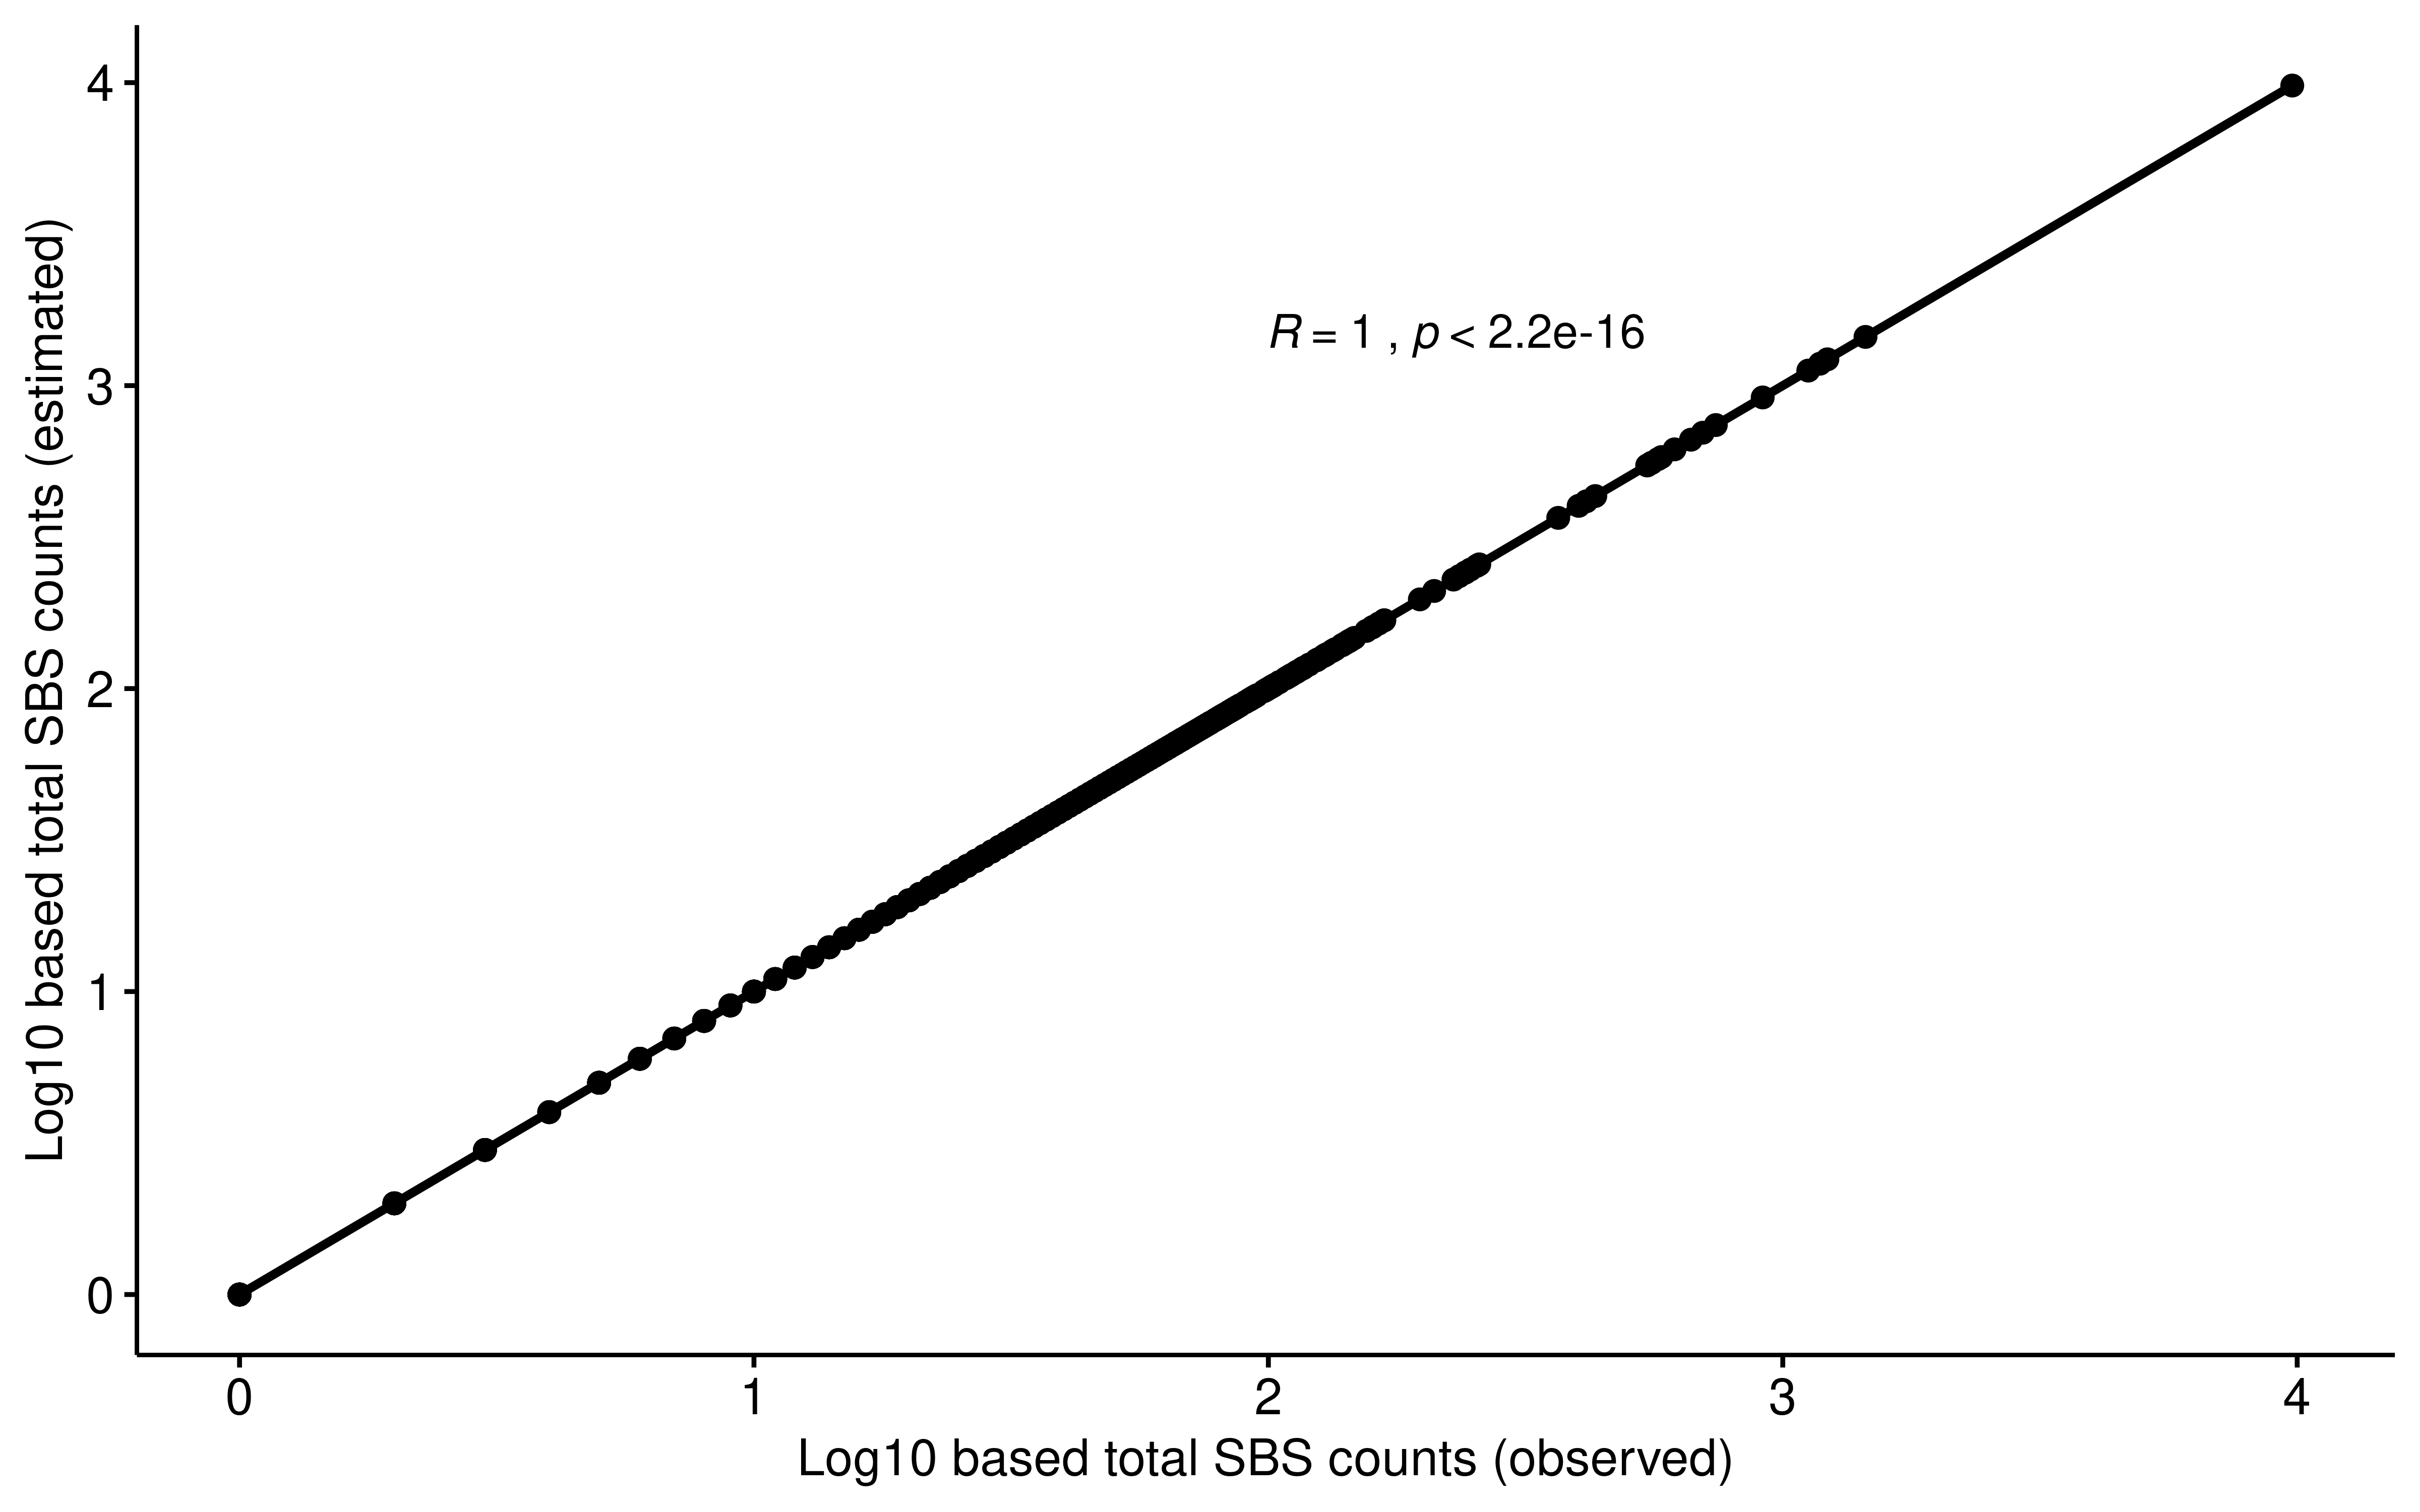 Log10 based total SBS counts (estimated)
4
3
2
1
0
R = 1 , p < 2.2e-16
0 1 2 3 4
Log10 based total SBS counts (observed)